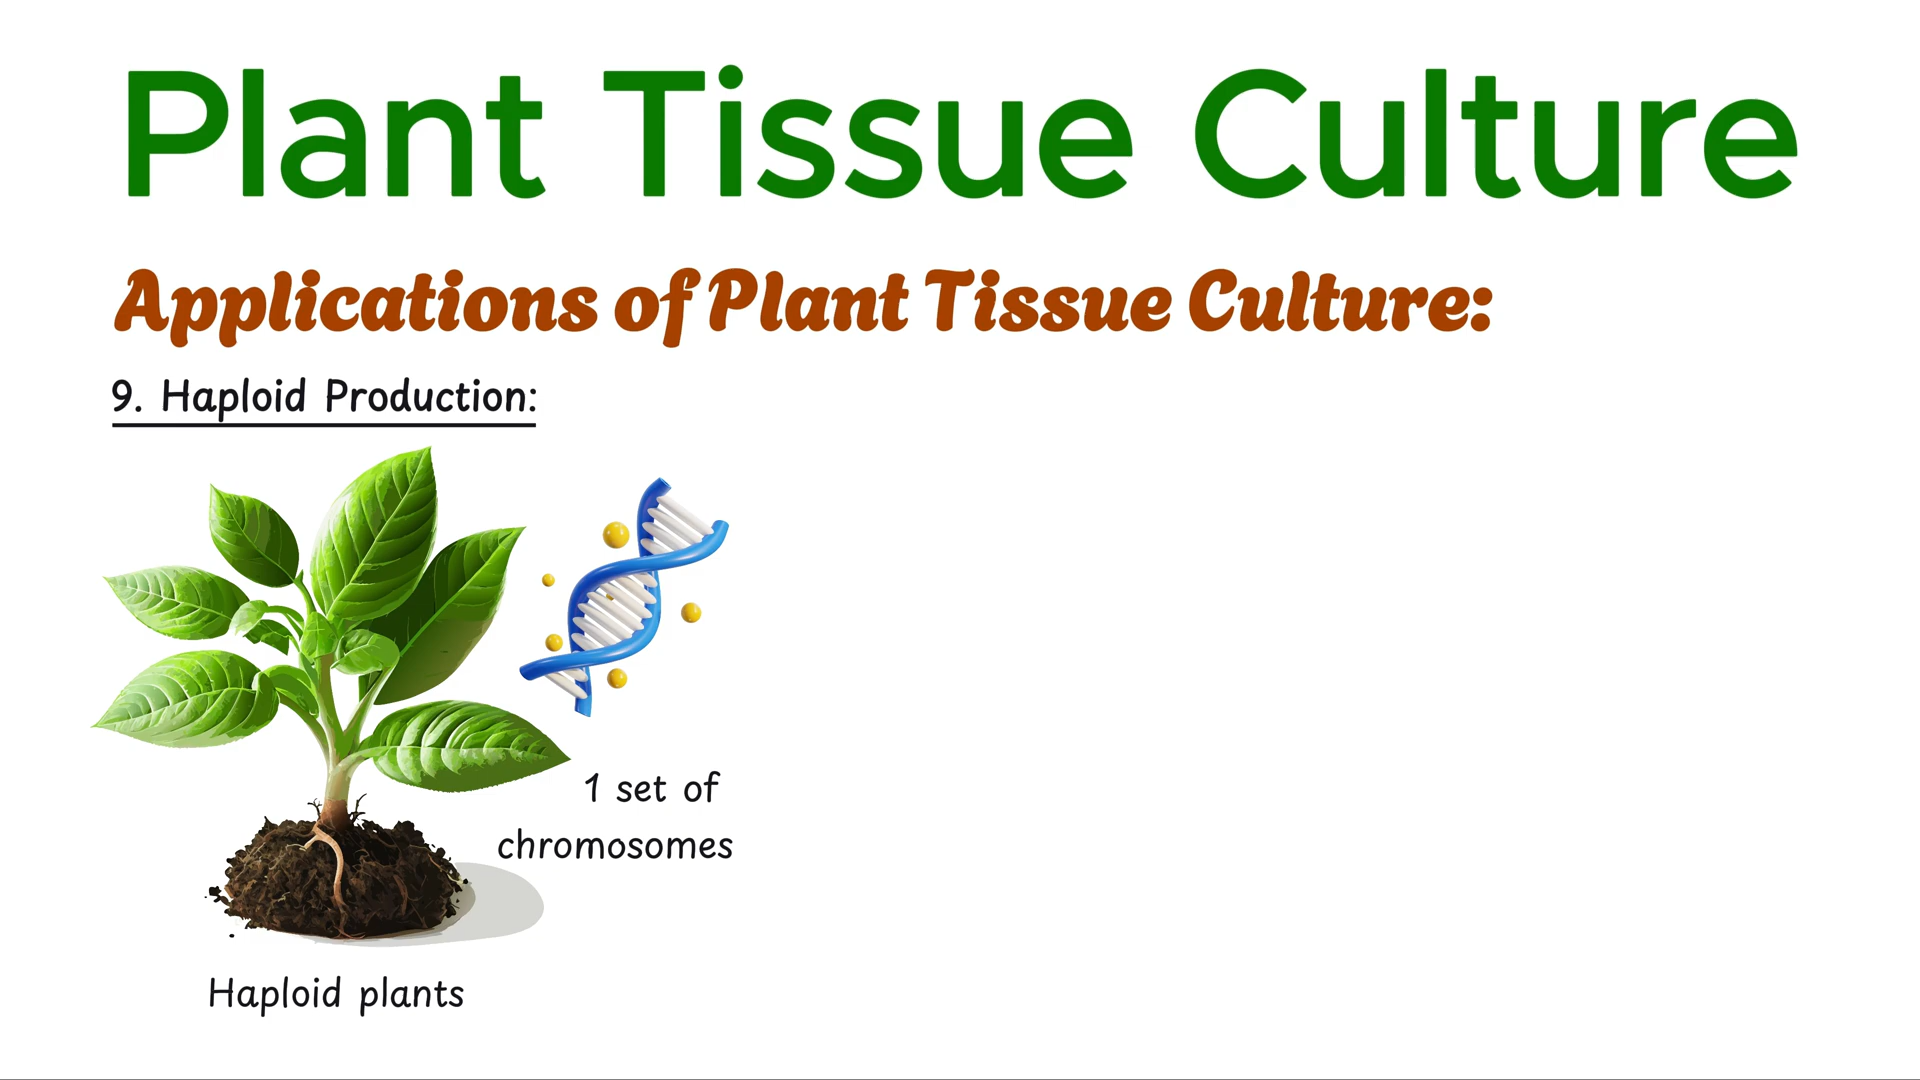 Plant Tissue Culture
Applications of Plant Tissue Culture:
9. Haploid Production:
1 set of
chromosomes
Haploid plants